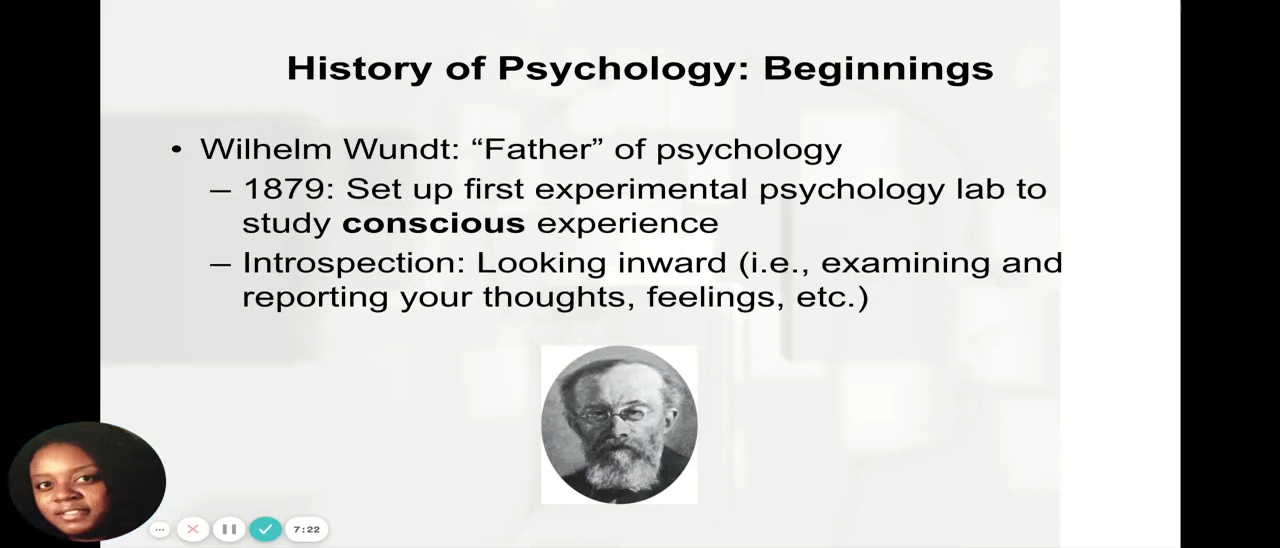 History of Psychology: Beginnings
• Wilhelm Wundt: “Father” of psychology
– 1879: Set up first experimental psychology lab to
study conscious experience
– Introspection: Looking inward (i.e., examining and
reporting your thoughts, feelings, etc.)
7:22